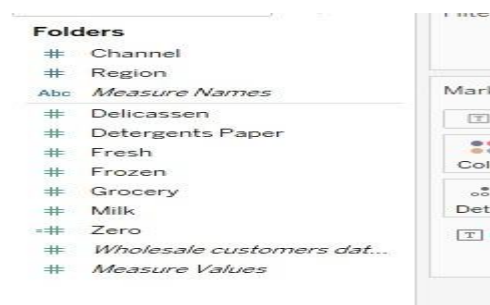 Folders
Channel
Region
Abc Measure Names
Delicassen
Detergents Paper
Fresh
Frozen
Grocery
Milk
Zero
Wholesale customers dat...
Measure Values
Mark
T
Col
Det
T